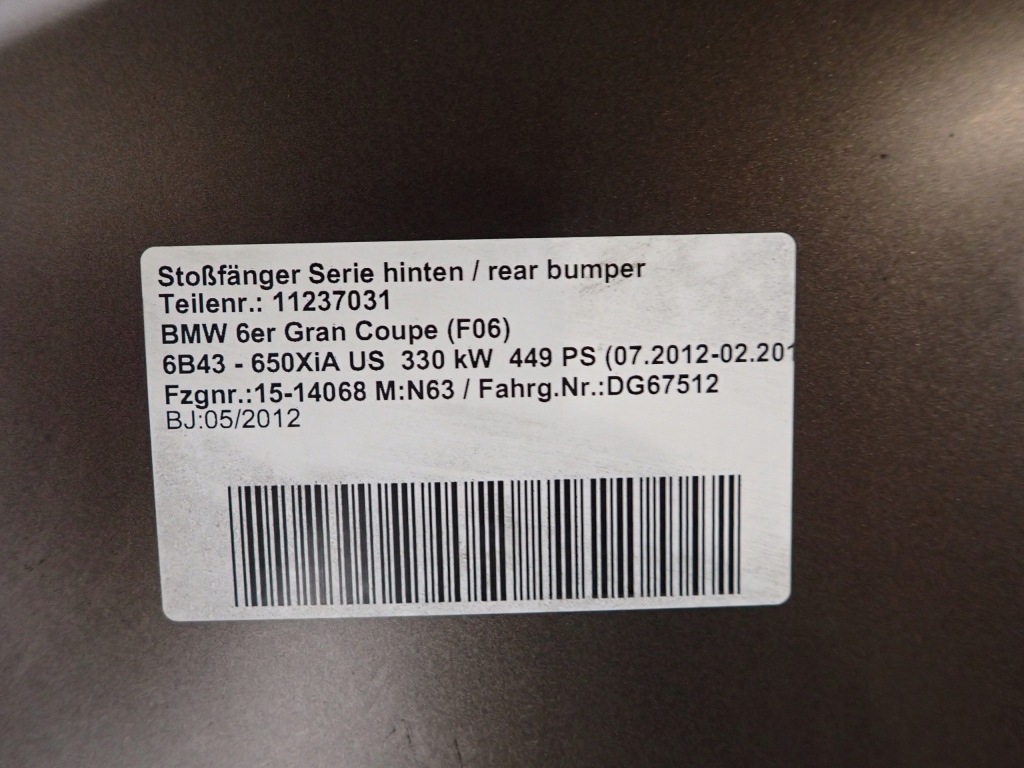 Stoßfänger Serie hinten / rear bumper
Teilenr.: 11237031
BMW 6er Gran Coupe (F06)
6B43 - 650XiA US 330 kW 449 PS (07.2012-02.201
Fzgnr.:15-14068 M:N63 / Fahrg.Nr.:DG67512
BJ:05/2012